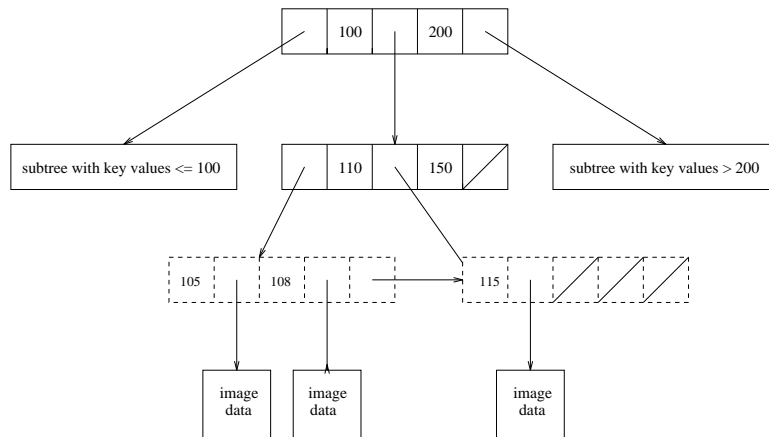 100 200
subtree with key values <= 100
110 150
subtree with key values > 200
105 108
115
image
data
image
data
image
data